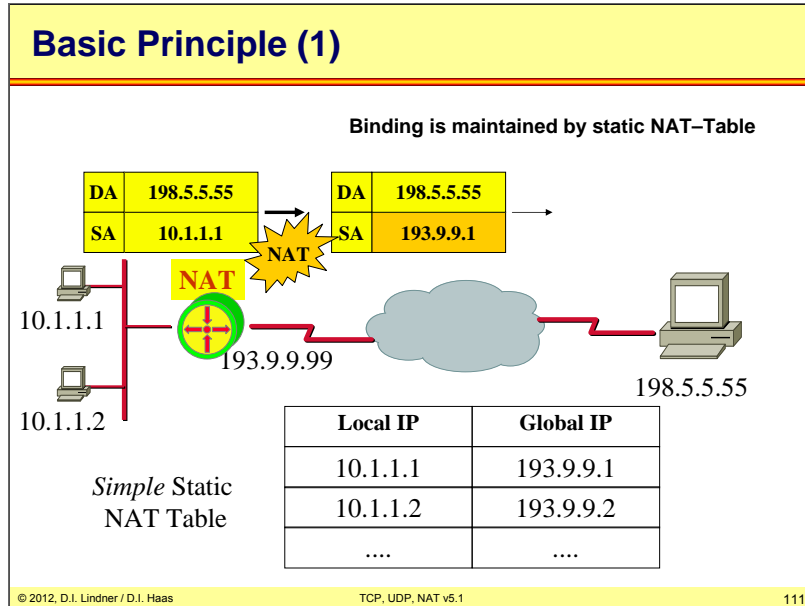 Basic Principle (1)
Binding is maintained by static NAT–Table
DA 198.5.5.55
SA 10.1.1.1
NAT
DA 198.5.5.55
SA 193.9.9.1
NAT
10.1.1.1
193.9.9.99
10.1.1.2
198.5.5.55
Simple Static
NAT Table
Local IP Global IP
10.1.1.1 193.9.9.1
10.1.1.2 193.9.9.2
.... ....
© 2012, D.I. Lindner / D.I. Haas
TCP, UDP, NAT v5.1
111